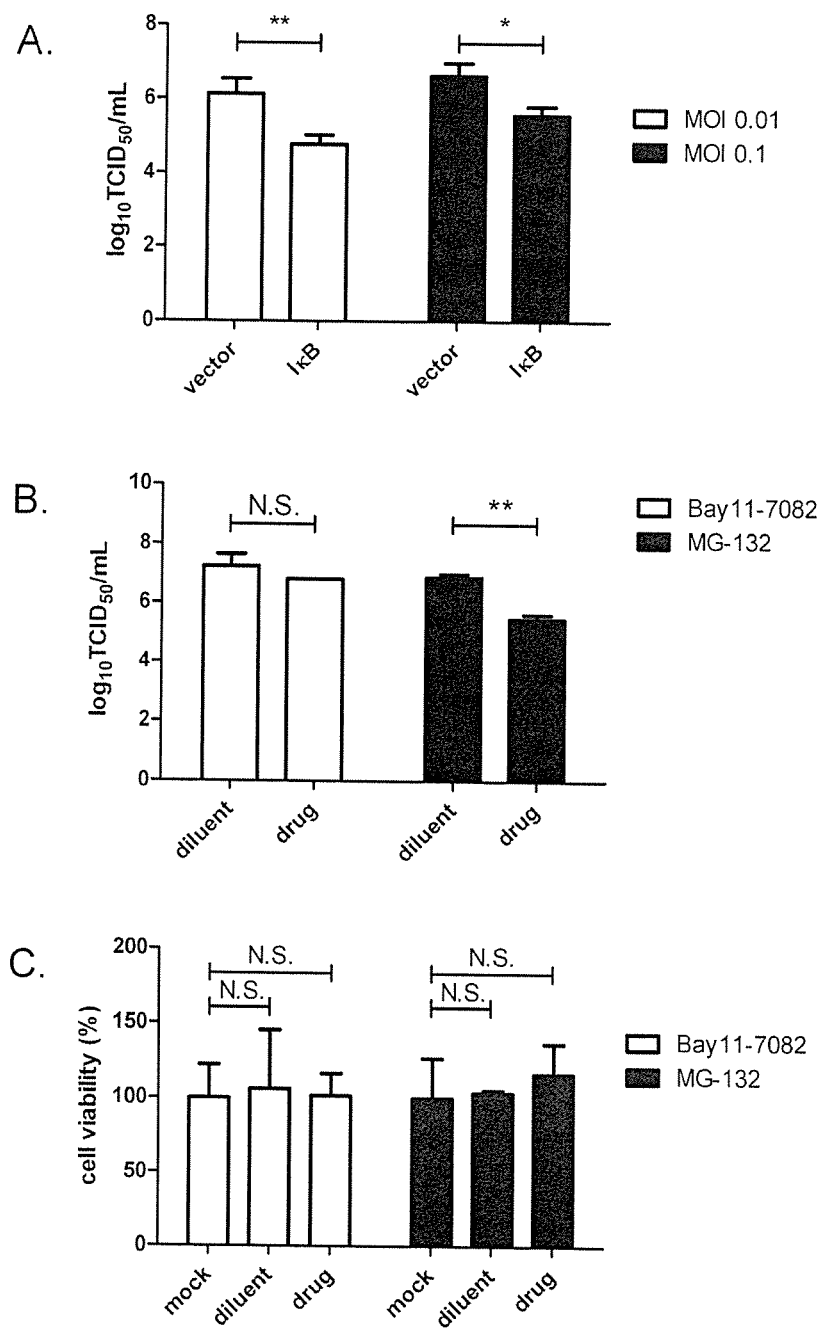 A.
** *
8
6
4
2
0
log10TCID50/mL
vector IκB vector IκB
MOI 0.01
MOI 0.1
B.
N.S. **
10
8
6
4
2
0
log10TCID50/mL
diluent drug diluent drug
Bay11-7082
MG-132
C.
N.S. N.S.
N.S. N.S.
200
150
100
50
0
cell viability (%)
mock diluent drug mock diluent drug
Bay11-7082
MG-132